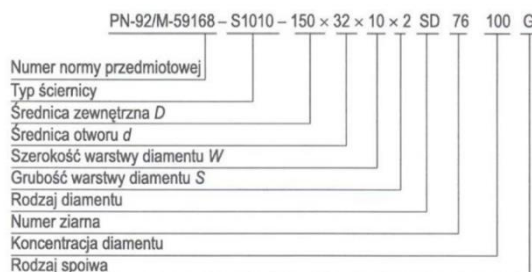 PN-92/M-59168 – S1010 – 150 × 32 × 10 × 2 SD 76 100 G
Numer normy przedmiotowej
Typ ściernicy
Średnica zewnętrzna D
Średnica otworu d
Szerokość warstwy diamentu W
Grubość warstwy diamentu S
Rodzaj diamentu
Numer ziarna
Koncentracja diamentu
Rodzaj spoiwa